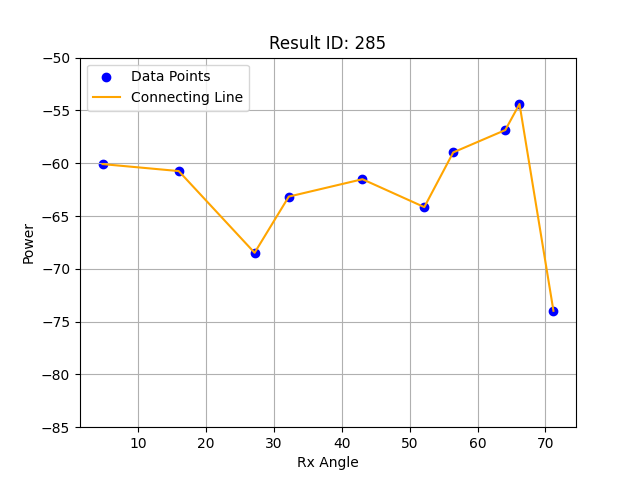 Result ID: 285
Data Points
Connecting Line
Power
−50
−55
−60
−65
−70
−75
−80
−85
10 20 30 40 50 60 70
Rx Angle